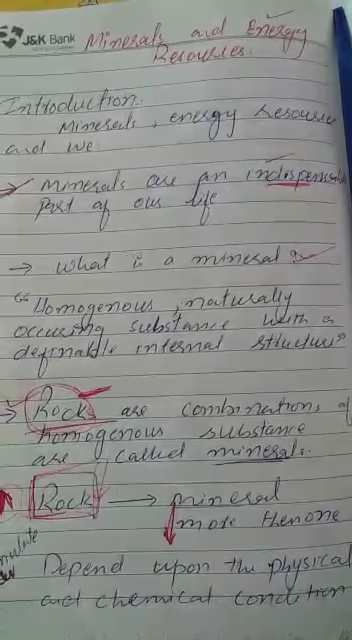 J&K Bank
Minerals and Energy
Resources.
Introduction.
Minerals, energy resources
and we
→ minerals are an indispensable
part of our life
→ what is a mineral?
"Homogenous, naturally
occuring substance with a
definable internal structure"
→ Rocks are combinations of
homogenous substance
are called minerals.
Rock → mineral
more then one
Depend upon the physical
and chemical condition